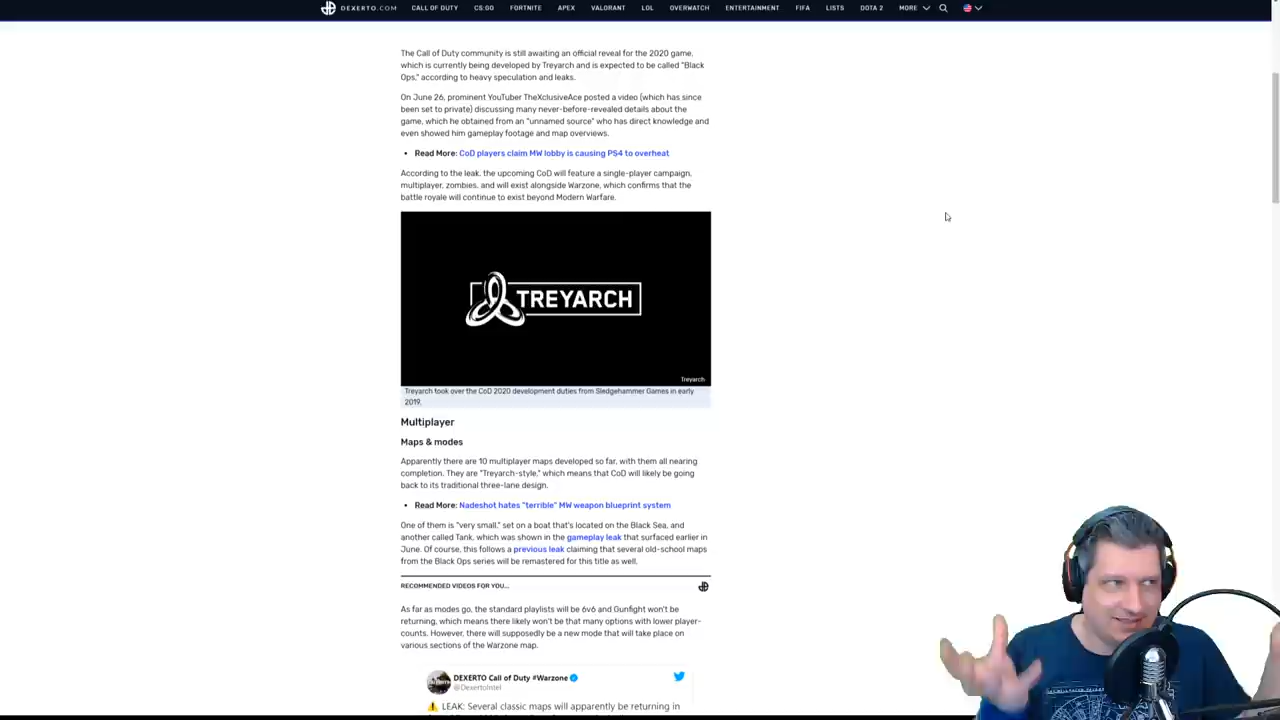 DEXERTO.COM CALL OF DUTY CS:GO FORTNITE APEX VALORANT LOL OVERWATCH ENTERTAINMENT FIFA LISTS DOTA 2 MORE
The Call of Duty community is still awaiting an official reveal for the 2020 game,
which is currently being developed by Treyarch and is expected to be called "Black
Ops," according to heavy speculation and leaks.
On June 26, prominent YouTuber TheXclusiveAce posted a video (which has since
been set to private) discussing many never-before-revealed details about the
game, which he obtained from an "unnamed source" who has direct knowledge and
even showed him gameplay footage and map overviews.
• Read More: CoD players claim MW lobby is causing PS4 to overheat
According to the leak, the upcoming CoD will feature a single-player campaign,
multiplayer, zombies, and will exist alongside Warzone, which confirms that the
battle royale will continue to exist beyond Modern Warfare.
TREYARCH
Treyarch
Treyarch took over the CoD 2020 development duties from Sledgehammer Games in early
2019.
Multiplayer
Maps & modes
Apparently there are 10 multiplayer maps developed so far, with them all nearing
completion. They are "Treyarch-style," which means that CoD will likely be going
back to its traditional three-lane design.
• Read More: Nadeshot hates "terrible" MW weapon blueprint system
One of them is "very small," set on a boat that's located on the Black Sea, and
another called Tank, which was shown in the gameplay leak that surfaced earlier in
June. Of course, this follows a previous leak claiming that several old-school maps
from the Black Ops series will be remastered for this title as well.
RECOMMENDED VIDEOS FOR YOU...
As far as modes go, the standard playlists will be 6v6 and Gunfight won't be
returning, which means there likely won't be that many options with lower player-
counts. However, there will supposedly be a new mode that will take place on
various sections of the Warzone map.
DEXERTO Call of Duty #Warzone
@DexertoIntel
⚠️ LEAK: Several classic maps will apparently be returning in